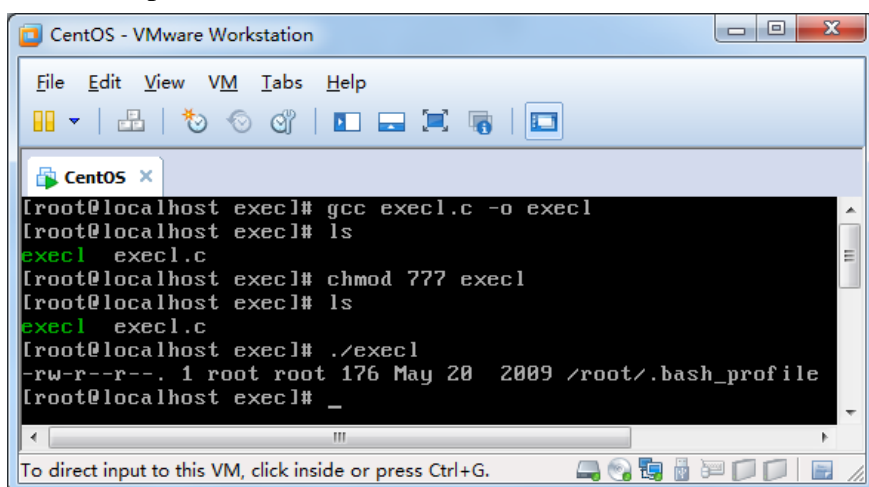 CentOS - VMware Workstation
File Edit View VM Tabs Help
CentOS
[root@localhost exec]# gcc execl.c -o execl
[root@localhost exec]# ls
execl  execl.c
[root@localhost exec]# chmod 777 execl
[root@localhost exec]# ls
execl  execl.c
[root@localhost exec]# ./execl
-rw-r--r--. 1 root root 176 May 20  2009 /root/.bash_profile
[root@localhost exec]# _
To direct input to this VM, click inside or press Ctrl+G.